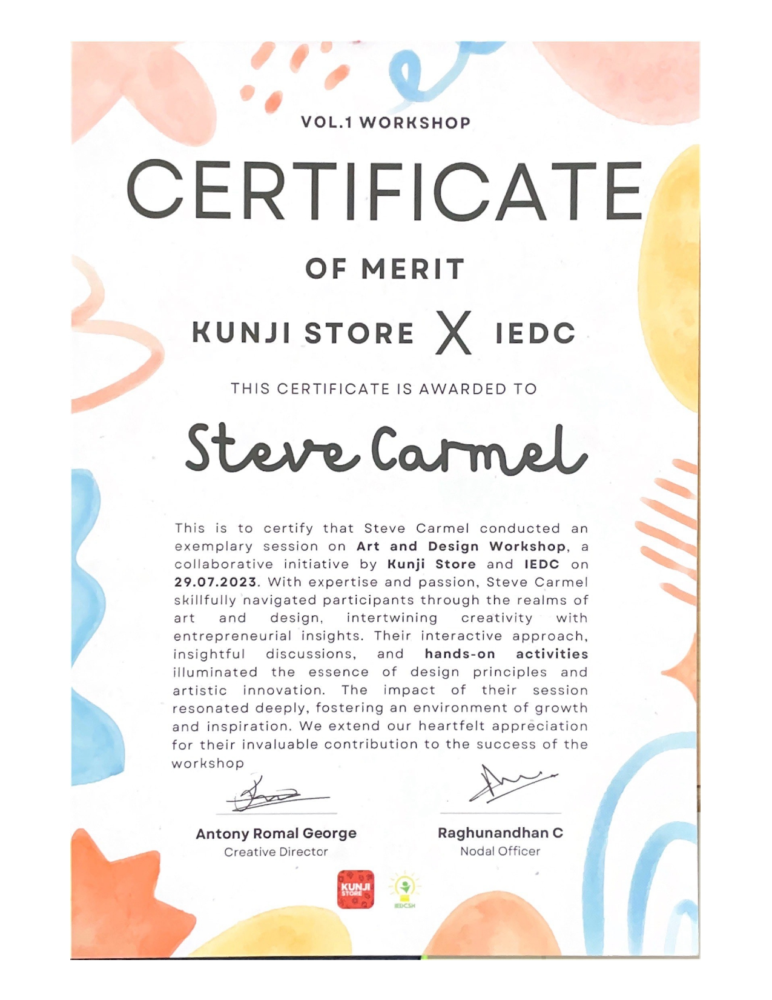 VOL.1 WORKSHOP
CERTIFICATE
OF MERIT
KUNJI STORE X IEDC
THIS CERTIFICATE IS AWARDED TO
Steve Carmel
This is to certify that Steve Carmel conducted an
exemplary session on Art and Design Workshop, a
collaborative initiative by Kunji Store and IEDC on
29.07.2023. With expertise and passion, Steve Carmel
skillfully navigated participants through the realms of
art and design, intertwining creativity with
entrepreneurial insights. Their interactive approach,
insightful discussions, and hands-on activities
illuminated the essence of design principles and
artistic innovation. The impact of their session
resonated deeply, fostering an environment of growth
and inspiration. We extend our heartfelt appreciation
for their invaluable contribution to the success of the
workshop
Antony Romal George Raghunandhan C
Creative Director Nodal Officer
KUNJI
STORE
IEDCSH